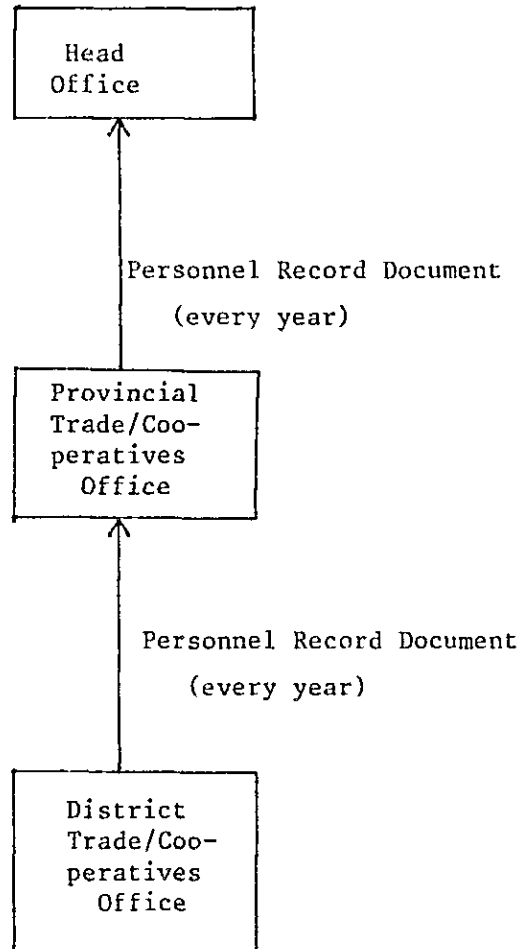 Head
Office
Personnel Record Document
(every year)
Provincial
Trade/Coo-
peratives
Office
Personnel Record Document
(every year)
District
Trade/Coo-
peratives
Office